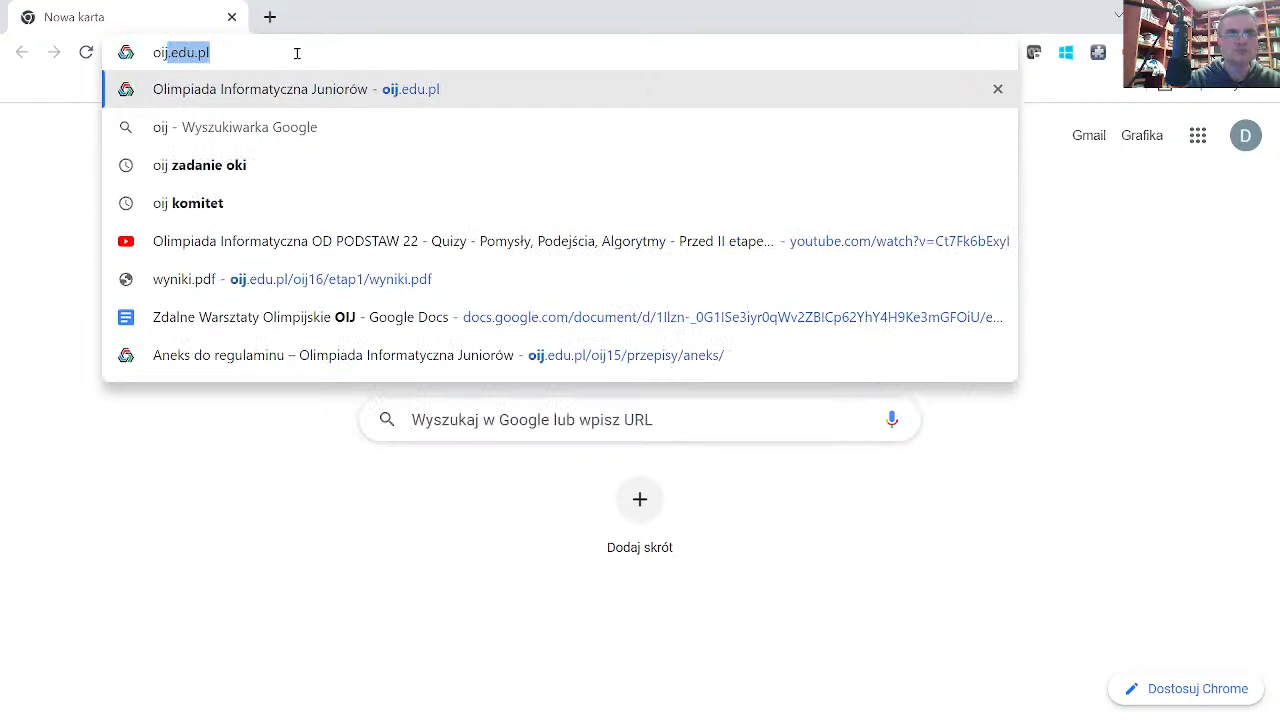 Nowa karta
oij.edu.pl
Olimpiada Informatyczna Juniorów - oij.edu.pl
oij - Wyszukiwarka Google
oij zadanie oki
oij komitet
Olimpiada Informatyczna OD PODSTAW 22 - Quizy - Pomysły, Podejścia, Algorytmy - Przed II etape... - youtube.com/watch?v=Ct7Fk6bExyI
wyniki.pdf - oij.edu.pl/oij16/etap1/wyniki.pdf
Zdalne Warsztaty Olimpijskie OIJ - Google Docs - docs.google.com/document/d/1Ilzn-_0G1ISe3iyr0qWv2ZBICp62YhY4H9Ke3mGFOiU/e...
Aneks do regulaminu – Olimpiada Informatyczna Juniorów - oij.edu.pl/oij15/przepisy/aneks/
Gmail Grafika
D
Wyszukaj w Google lub wpisz URL
Dodaj skrót
Dostosuj Chrome